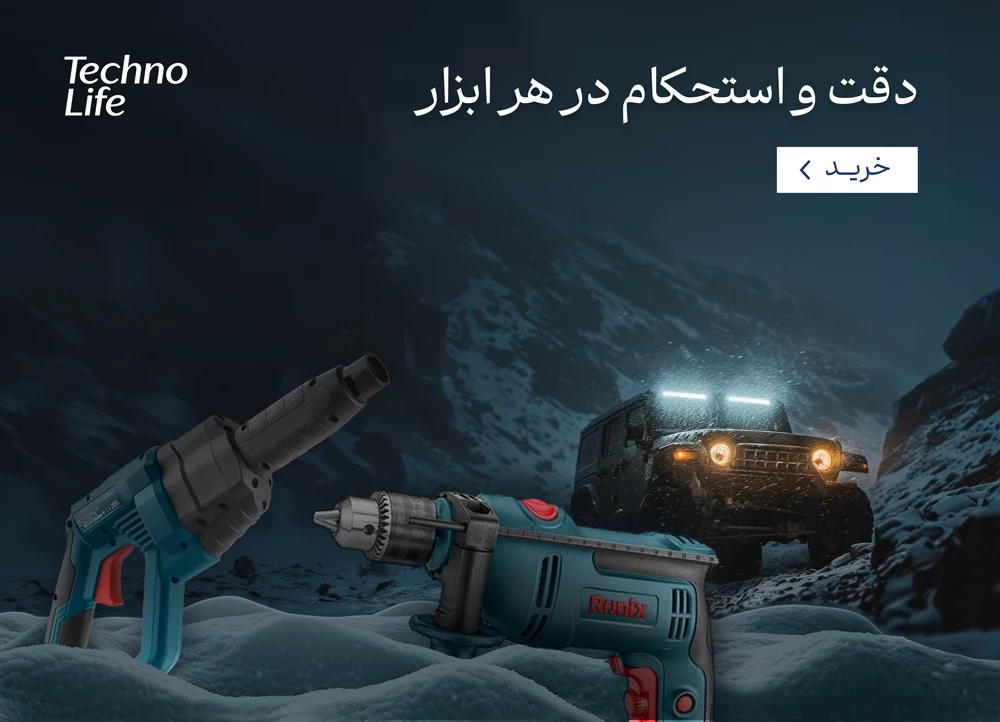 Techno
Life
دقت و استحکام در هر ابزار
خرید
Ronix